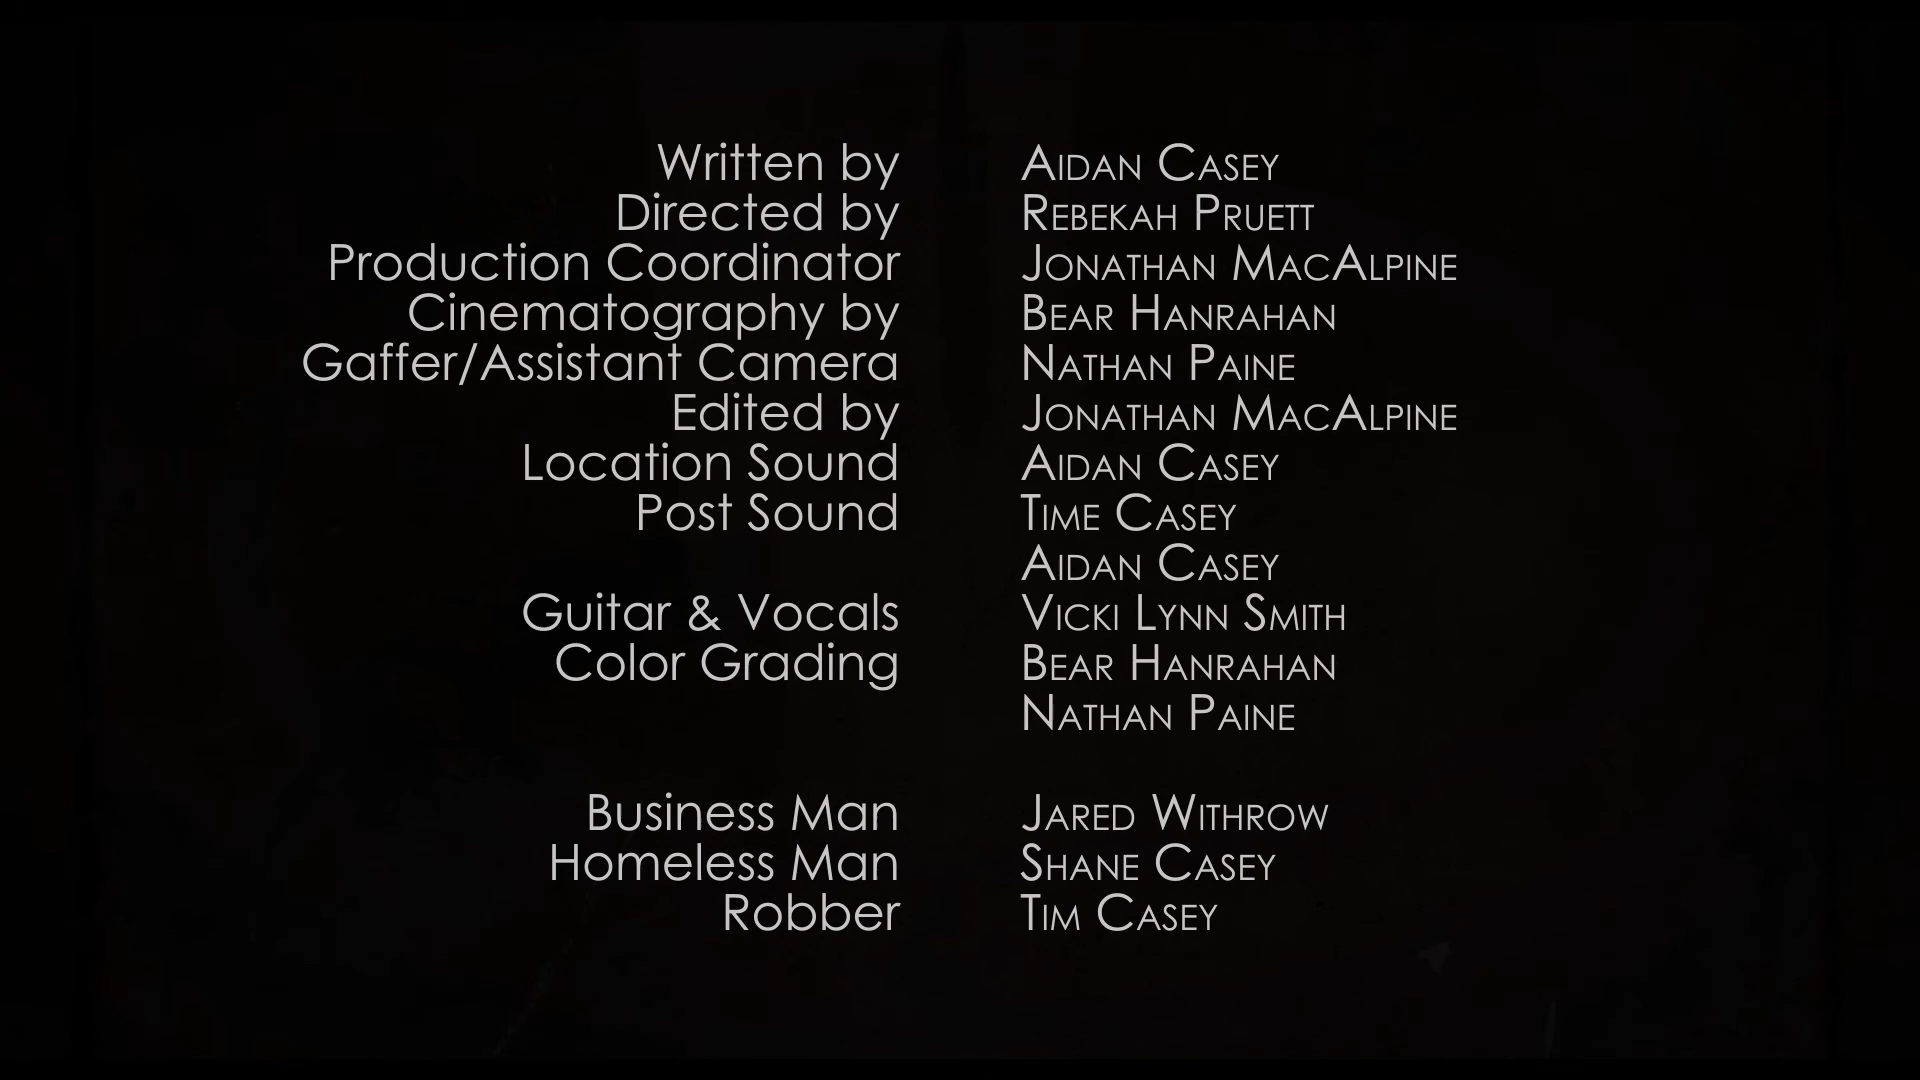 Written by Aidan Casey
Directed by Rebekah Pruett
Production Coordinator Jonathan MacAlpine
Cinematography by Bear Hanrahan
Gaffer/Assistant Camera Nathan Paine
Edited by Jonathan MacAlpine
Location Sound Aidan Casey
Post Sound Time Casey
Aidan Casey
Guitar & Vocals Vicki Lynn Smith
Color Grading Bear Hanrahan
Nathan Paine
Business Man Jared Withrow
Homeless Man Shane Casey
Robber Tim Casey